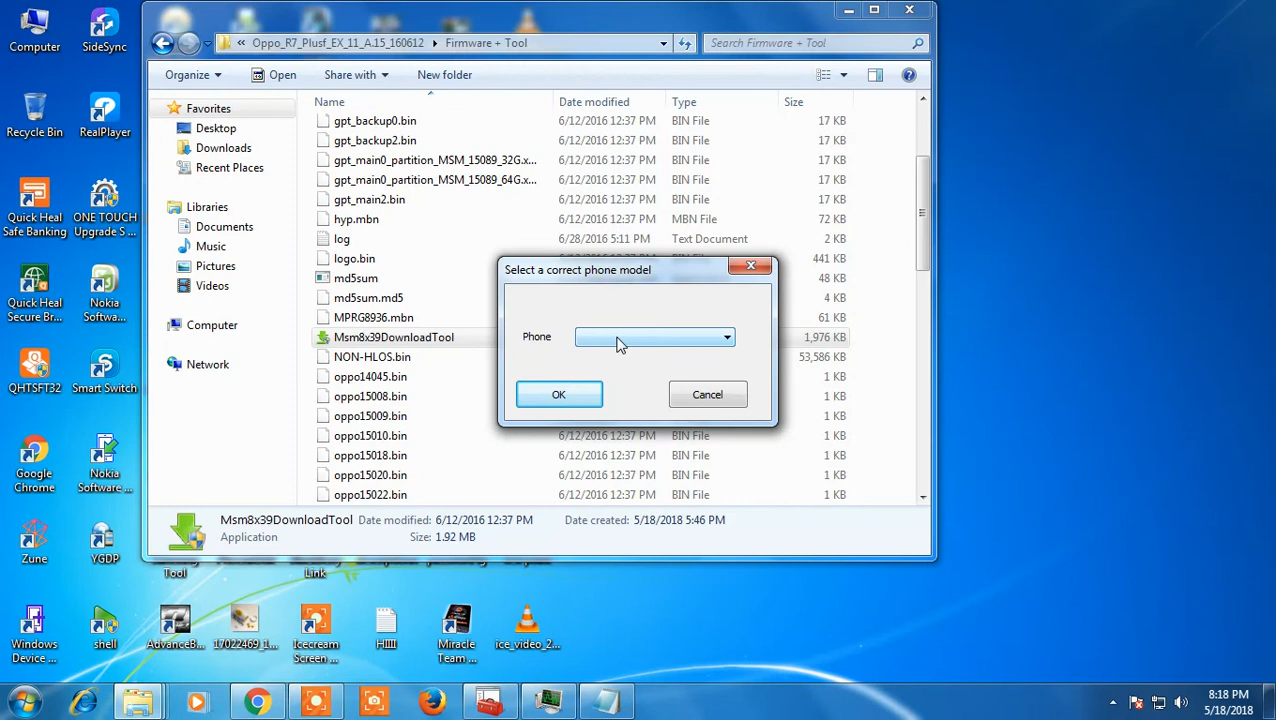 Computer
SideSync
Recycle Bin
RealPlayer
Quick Heal
Safe Banking
ONE TOUCH
Upgrade S...
Quick Heal
Secure Br...
Nokia
Softwa...
QHTSFT32
Smart Switch
Google
Chrome
Nokia
Software ...
Zune
YGDP
Tool
Link
Windows
Device ...
shell
AdvanceB...
17022469_1...
Icecream
Screen ...
HIIII
Miracle
Team ...
ice_video_2...
« Oppo_R7_Plusf_EX_11_A.15_160612 Firmware + Tool
Search Firmware + Tool
Organize Open Share with New folder
Favorites
Desktop
Downloads
Recent Places
Libraries
Documents
Music
Pictures
Videos
Computer
Network
Name Date modified Type Size
gpt_backup0.bin 6/12/2016 12:37 PM BIN File 17 KB
gpt_backup2.bin 6/12/2016 12:37 PM BIN File 17 KB
gpt_main0_partition_MSM_15089_32G.x... 6/12/2016 12:37 PM BIN File 17 KB
gpt_main0_partition_MSM_15089_64G.x... 6/12/2016 12:37 PM BIN File 17 KB
gpt_main2.bin 6/12/2016 12:37 PM BIN File 17 KB
hyp.mbn 6/12/2016 12:37 PM MBN File 72 KB
log 6/28/2016 5:11 PM Text Document 2 KB
logo.bin 441 KB
md5sum 48 KB
md5sum.md5 4 KB
MPRG8936.mbn 61 KB
Msm8x39DownloadTool 1,976 KB
NON-HLOS.bin 53,586 KB
oppo14045.bin 1 KB
oppo15008.bin 1 KB
oppo15009.bin 1 KB
oppo15010.bin 6/12/2016 12:37 PM BIN File 1 KB
oppo15018.bin 6/12/2016 12:37 PM BIN File 1 KB
oppo15020.bin 6/12/2016 12:37 PM BIN File 1 KB
oppo15022.bin 6/12/2016 12:37 PM BIN File 1 KB
Select a correct phone model
Phone
OK Cancel
Msm8x39DownloadTool Date modified: 6/12/2016 12:37 PM Date created: 5/18/2018 5:46 PM
Application Size: 1.92 MB
8:18 PM
5/18/2018